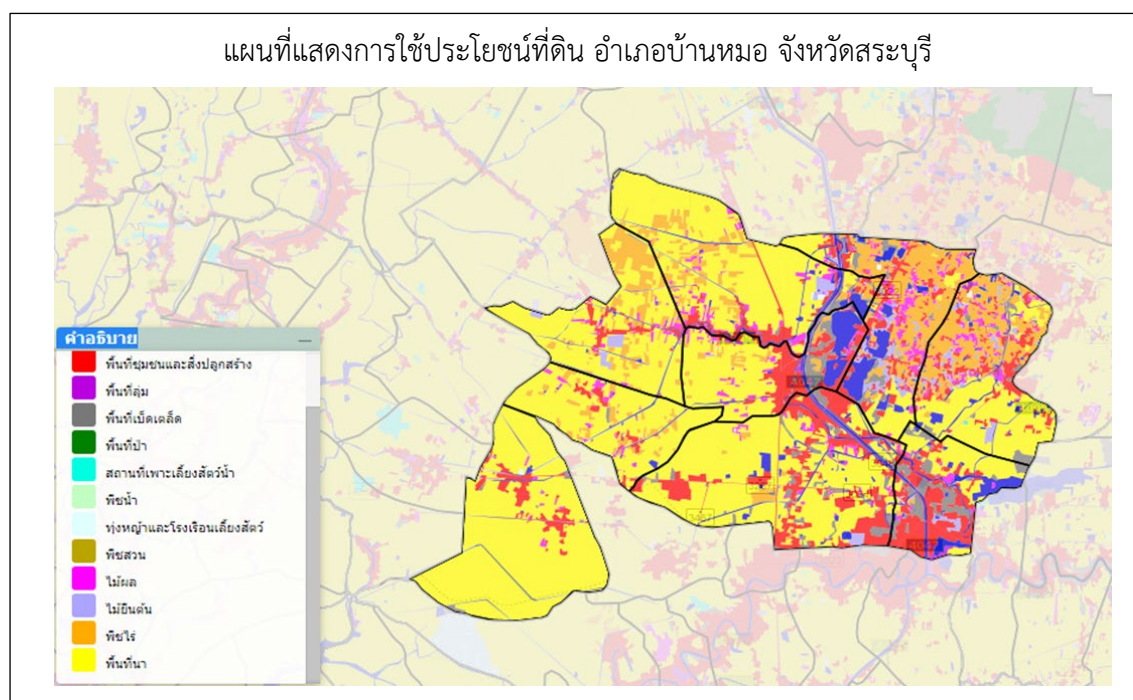 แผนที่แสดงการใช้ประโยชน์ที่ดิน อำเภอบ้านหมอ จังหวัดสระบุรี
คำอธิบาย
พื้นที่ชุมชนและสิ่งปลูกสร้าง
พื้นที่ลุ่ม
พื้นที่เบ็ดเตล็ด
พื้นที่ป่า
สถานที่เพาะเลี้ยงสัตว์น้ำ
พืชน้ำ
ทุ่งหญ้าและโรงเรือนเลี้ยงสัตว์
พืชสวน
ไม้ผล
ไม้ยืนต้น
พืชไร่
พื้นที่นา